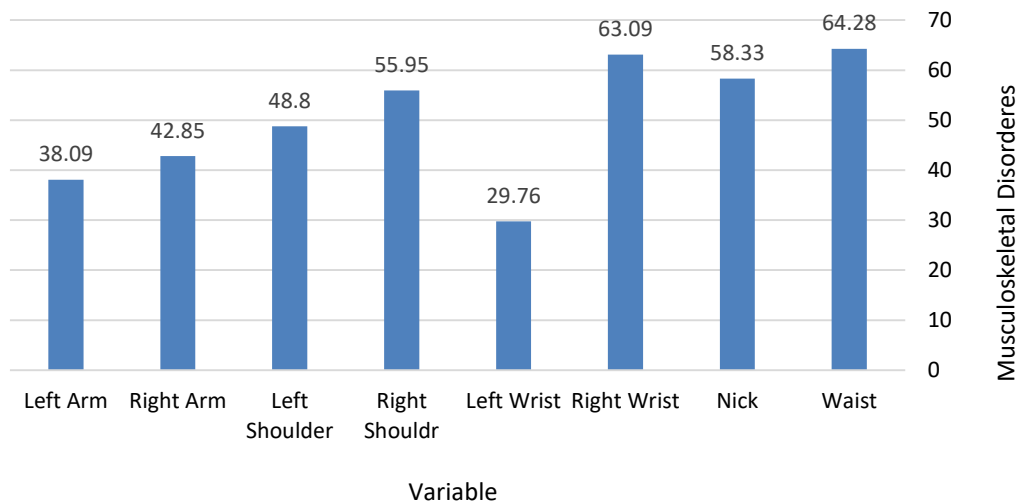 70
64.28
63.09
58.33
60
55.95
48.8
50
42.85
38.09
40
29.76
30
20
10
0
Musculoskeletal Disorderes
Left Arm
Right Arm
Left
Shoulder
Right
Shouldr
Left Wrist
Right Wrist
Nick
Waist
Variable